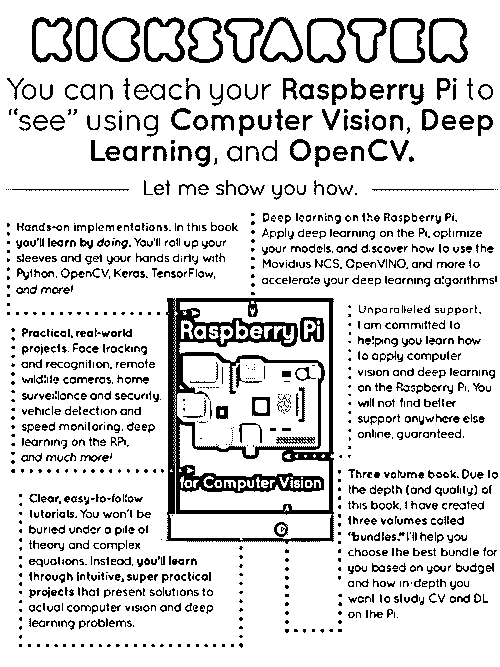 KICKSTARTER
You can teach your Raspberry Pi to
"see" using Computer Vision, Deep
Learning, and OpenCV.
Let me show you how.
Hands-on implementations. In this book
you'll learn by doing. You'll roll up your
sleeves and get your hands dirty with
Python, OpenCV, Keras, TensorFlow,
and more!
Deep learning on the Raspberry Pi.
Apply deep learning on the Pi, optimize
your models, and discover how to use the
Movidius NCS, OpenVINO, and more to
accelerate your deep learning algorithms!
Practical, real-world
projects. Face tracking
and recognition, remote
wildlife cameras, home
surveillance and security,
vehicle detection and
speed monitoring, deep
learning on the RPi,
and much more!
Raspberry Pi
for Computer Vision
Unparalleled support.
I am committed to
helping you learn how
to apply computer
vision and deep learning
on the Raspberry Pi. You
will not find better
support anywhere else
online, guaranteed.
Clear, easy-to-follow
tutorials. You won't be
buried under a pile of
theory and complex
equations. Instead, you'll learn
through intuitive, super practical
projects that present solutions to
actual computer vision and deep
learning problems.
Three volume book. Due to
the depth (and quality) of
this book, I have created
three volumes called
"bundles." I'll help you
choose the best bundle for
you based on your budget
and how in-depth you
want to study CV and DL
on the Pi.